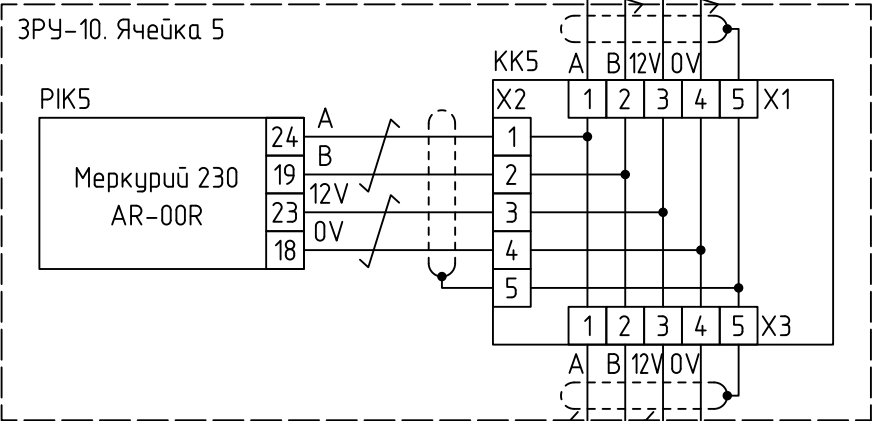 ЗРУ-10. Ячейка 5
КК5
A B 12V 0V
PIK5
X2 1 2 3 4 5 X1
Меркурий 230
AR-00R
24 A 1
19 B 2
23 12V 3
18 0V 4
5
1 2 3 4 5 X3
A B 12V 0V